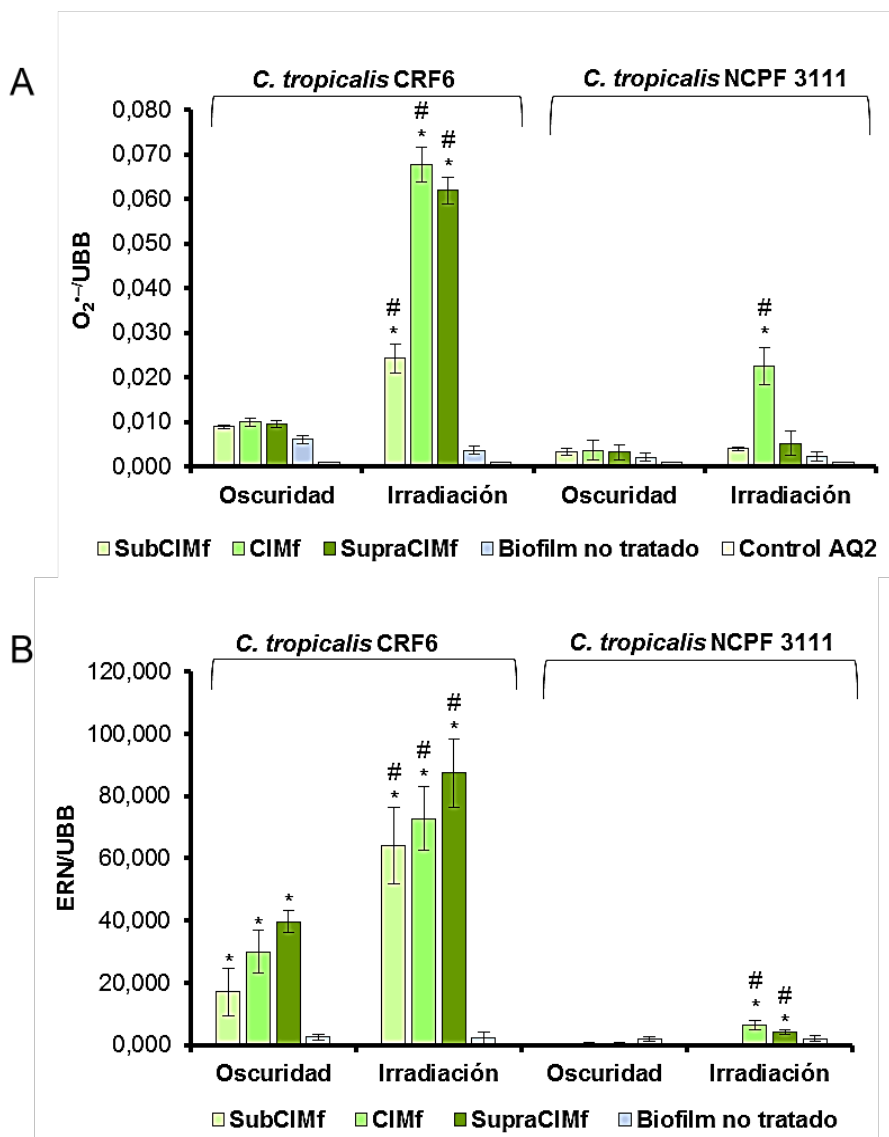 A
C. tropicalis CRF6
C. tropicalis NCPF 3111
0,080
0,070
0,060
0,050
0,040
0,030
0,020
0,010
0,000
O₂•−/UBB
# # #
* * *
#
*
Oscuridad
Irradiación
Oscuridad
Irradiación
SubCIMf
CIMf
SupraCIMf
Biofilm no tratado
Control AQ2
B
C. tropicalis CRF6
C. tropicalis NCPF 3111
120,000
100,000
80,000
60,000
40,000
20,000
0,000
ERN/UBB
* * *
# # #
* * *
# #
* *
Oscuridad
Irradiación
Oscuridad
Irradiación
SubCIMf
CIMf
SupraCIMf
Biofilm no tratado